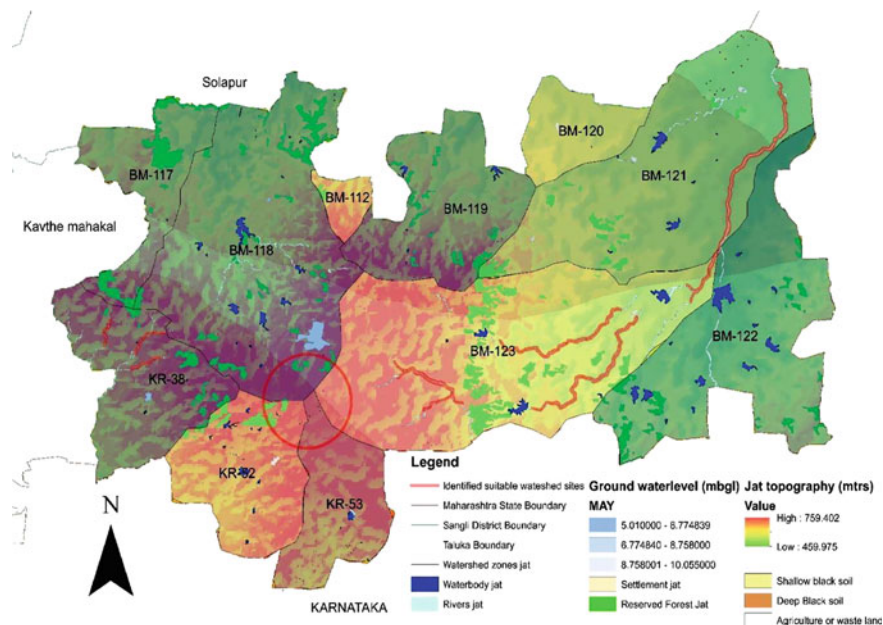 Solapur
BM-120
BM-117
BM-121
BM-112
BM-119
Kavthe mahakal
BM-118
BM-122
BM-123
KR-38
KR-52
KR-53
N
KARNATAKA
Legend
Identified suitable watershed sites
Maharashtra State Boundary
Sangli District Boundary
Taluka Boundary
Watershed zones jat
Waterbody jat
Rivers jat
Ground waterlevel (mbgl)
MAY
5.010000 - 8.774839
6.774840 - 8.758000
8.758001 - 10.055000
Settlement jat
Reserved Forest Jat
Jat topography (mtrs)
Value
High : 759.402
Low : 459.975
Shallow black soil
Deep Black soil
Agriculture or waste land